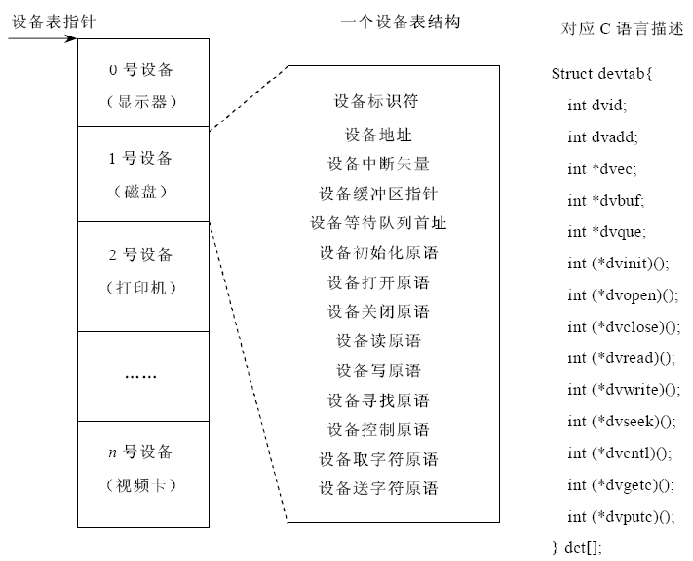 设备表指针
0 号设备
（显示器）
1 号设备
（磁盘）
2 号设备
（打印机）
……
n 号设备
（视频卡）
一个设备表结构
设备标识符
设备地址
设备中断矢量
设备缓冲区指针
设备等待队列首址
设备初始化原语
设备打开原语
设备关闭原语
设备读原语
设备写原语
设备寻找原语
设备控制原语
设备取字符原语
设备送字符原语
对应 C 语言描述
Struct devtab{
int dvid;
int dvadd;
int *dvec;
int *dvbuf;
int *dvque;
int (*dvinit)();
int (*dvopen)();
int (*dvclose)();
int (*dvread)();
int (*dvwrite)();
int (*dvseek)();
int (*dvcntl)();
int (*dvgetc)();
int (*dvputc)();
} dct[];